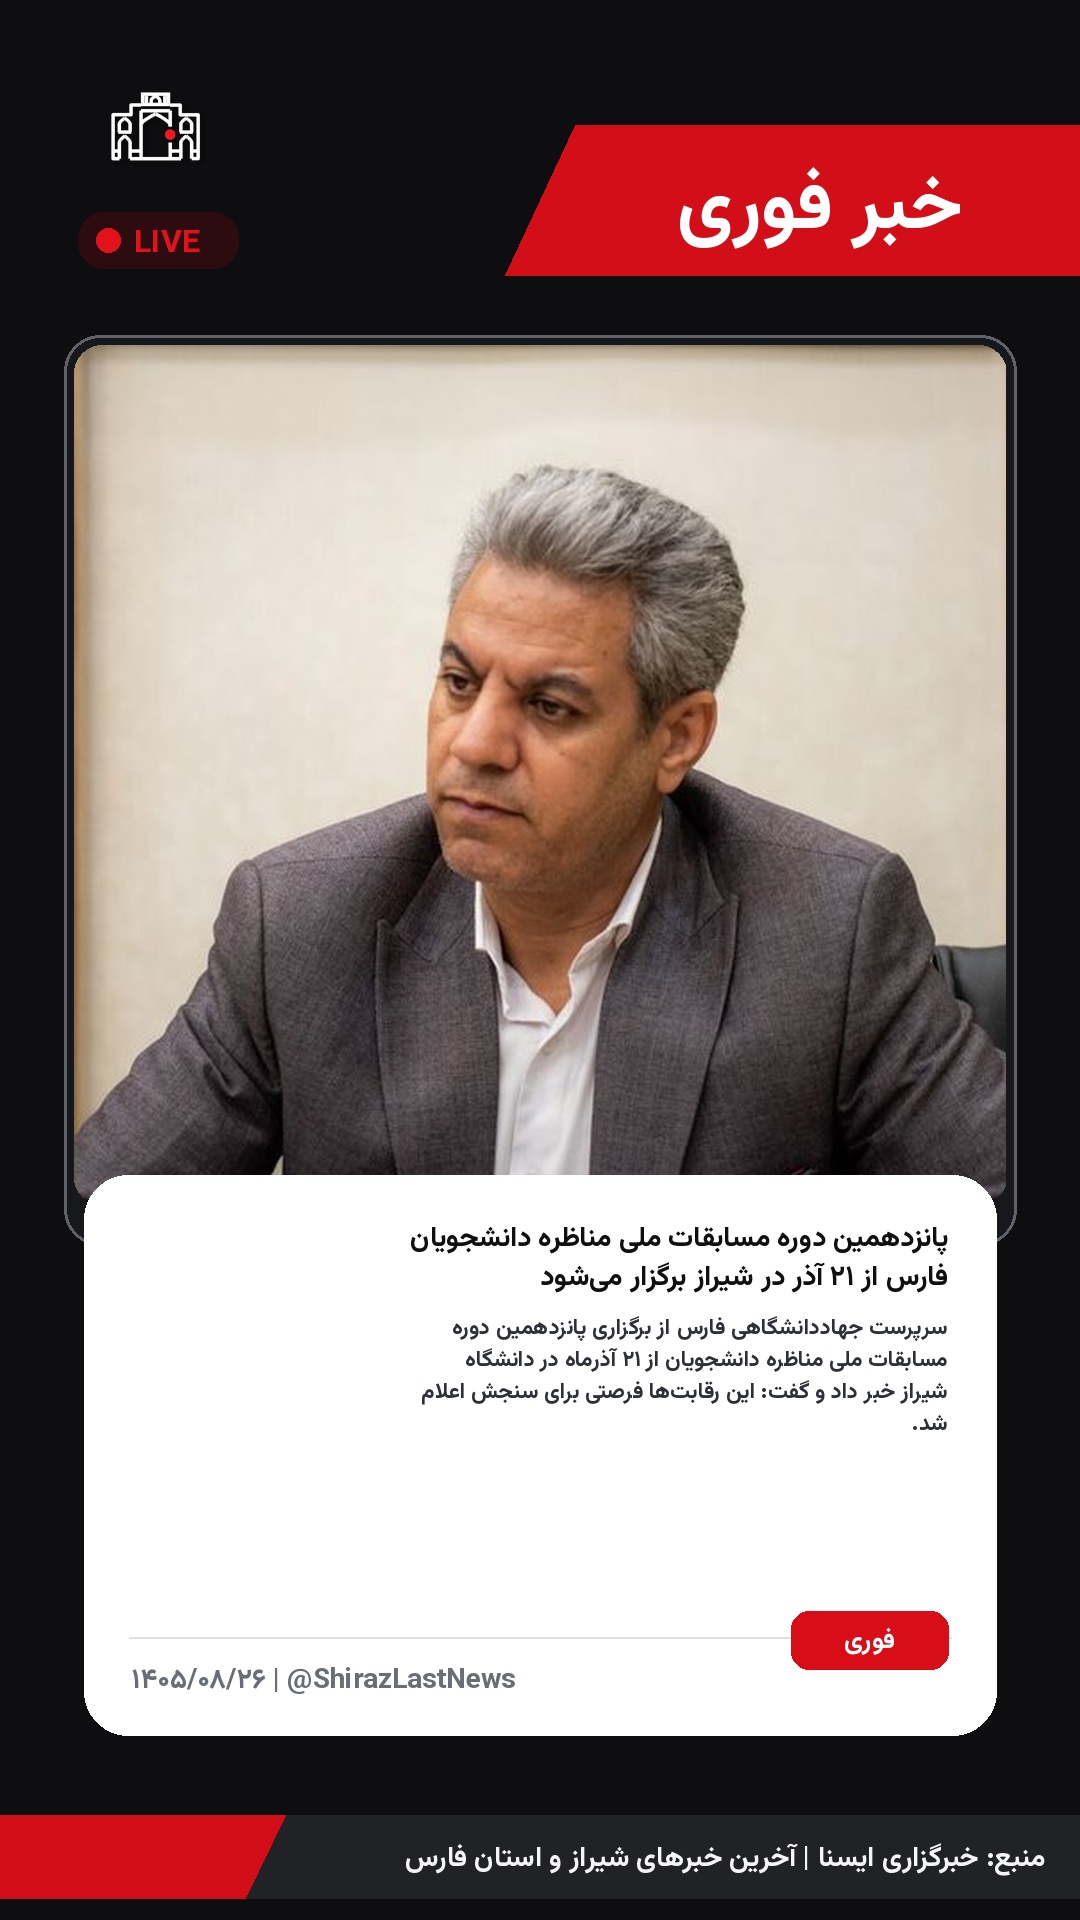 خبر فوری
LIVE
پانزدهمین دوره مسابقات ملی مناظره دانشجویان
فارس از ۲۱ آذر در شیراز برگزار می‌شود
سرپرست جهاددانشگاهی فارس از برگزاری پانزدهمین دوره
مسابقات ملی مناظره دانشجویان از ۲۱ آذرماه در دانشگاه
شیراز خبر داد و گفت: این رقابت‌ها فرصتی برای سنجش اعلام
شد.
فوری
۱۴۰۵/۰۸/۲۶ | @ShirazLastNews
منبع: خبرگزاری ایسنا | آخرین خبرهای شیراز و استان فارس